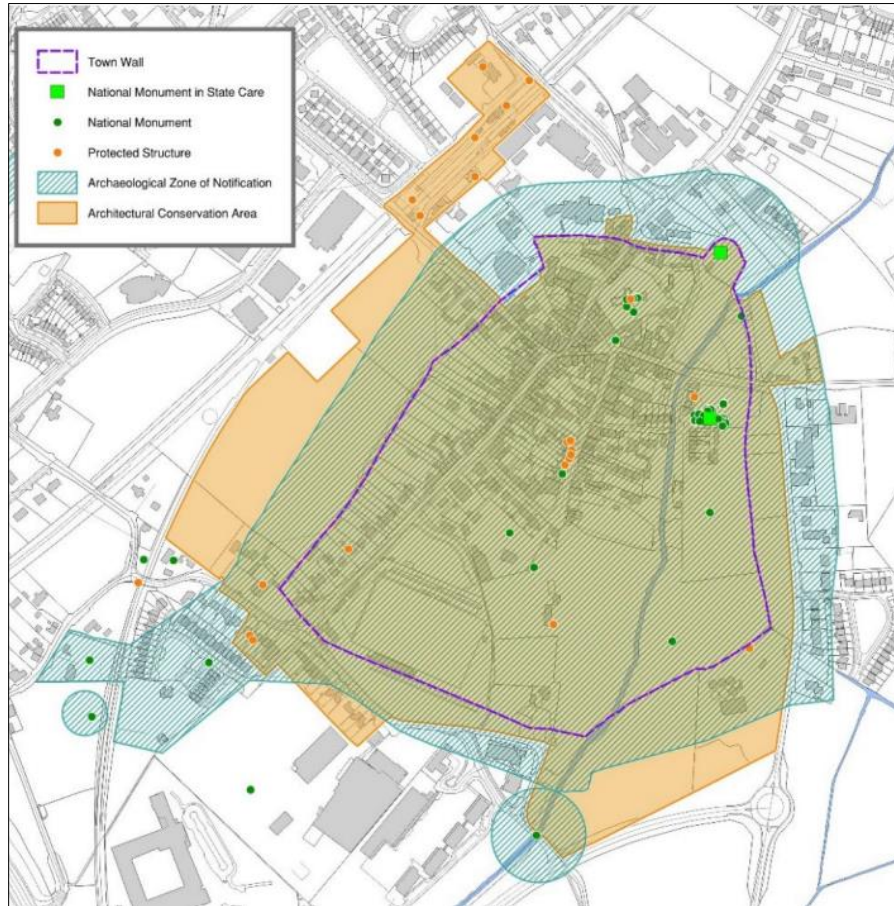 Town Wall
National Monument in State Care
National Monument
Protected Structure
Archaeological Zone of Notification
Architectural Conservation Area